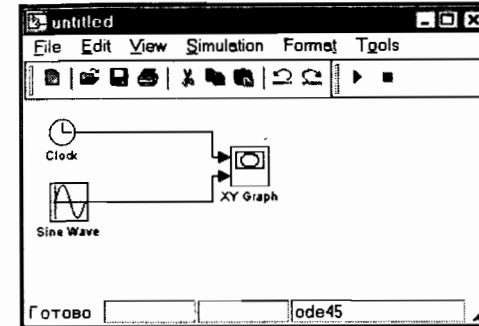 untitled
File Edit View Simulation Format Tools
Clock
XY Graph
Sine Wave
Готово ode45